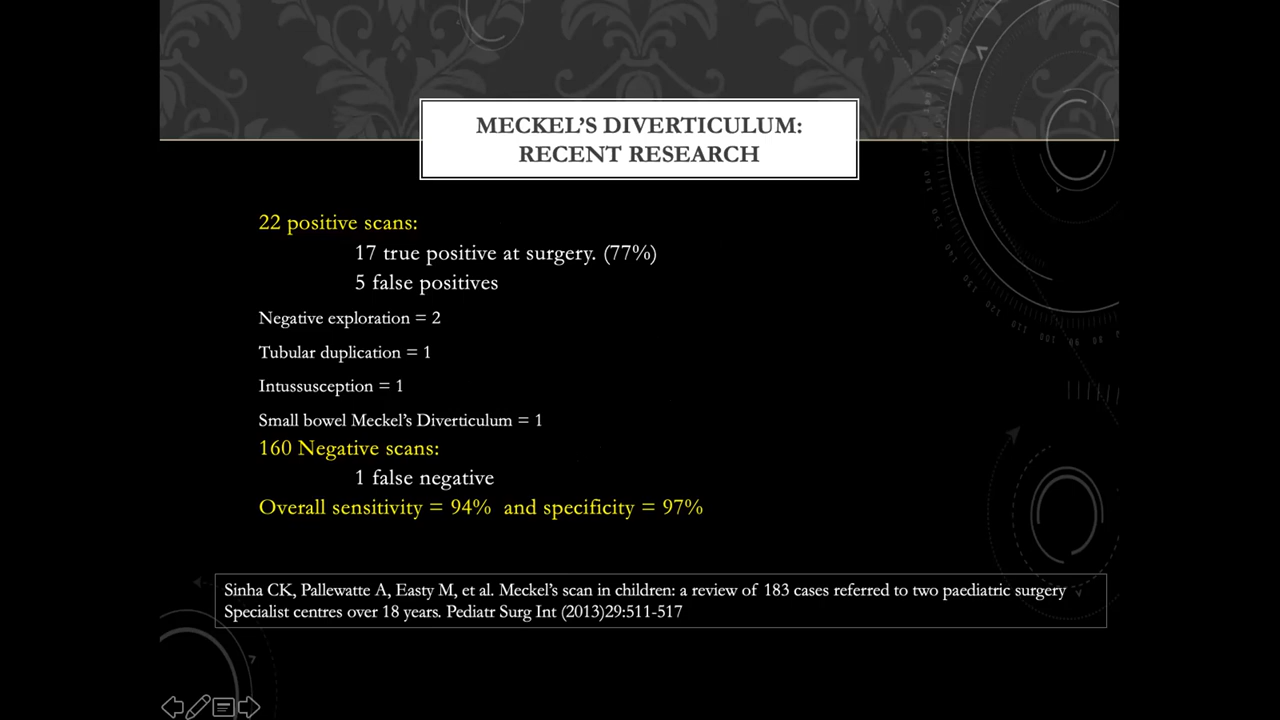 MECKEL’S DIVERTICULUM:
RECENT RESEARCH
22 positive scans:
17 true positive at surgery. (77%)
5 false positives
Negative exploration = 2
Tubular duplication = 1
Intussusception = 1
Small bowel Meckel’s Diverticulum = 1
160 Negative scans:
1 false negative
Overall sensitivity = 94%  and specificity = 97%
Sinha CK, Pallewatte A, Easty M, et al. Meckel’s scan in children: a review of 183 cases referred to two paediatric surgery
Specialist centres over 18 years. Pediatr Surg Int (2013)29:511-517